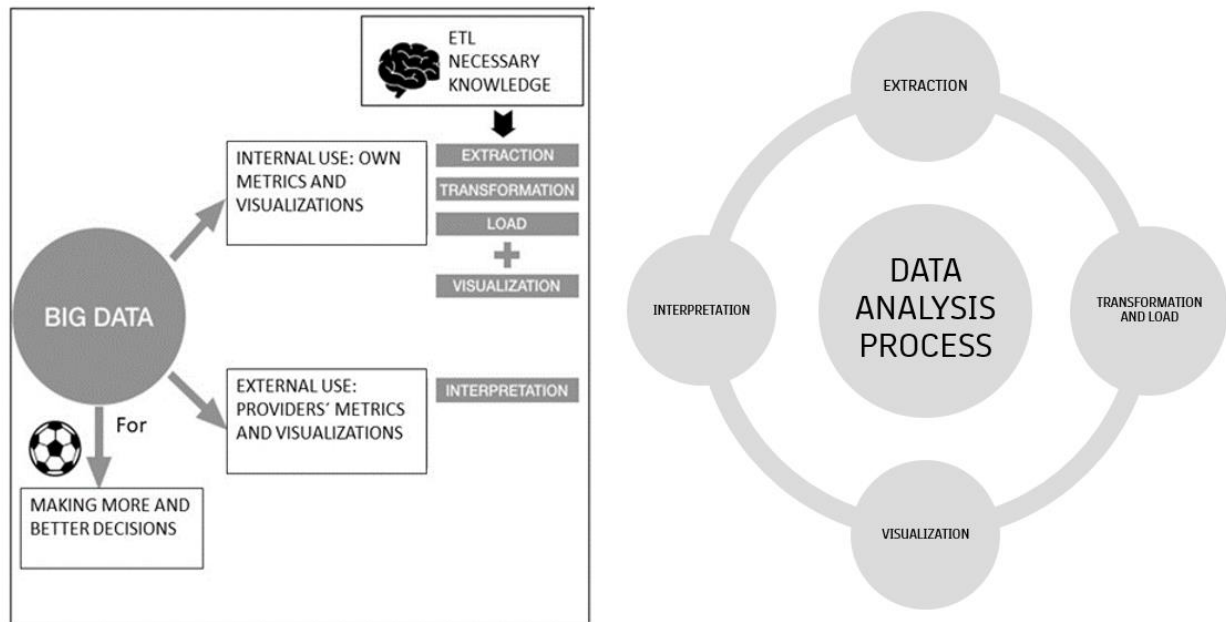 ETL
NECESSARY
KNOWLEDGE
INTERNAL USE: OWN
METRICS AND
VISUALIZATIONS
EXTRACTION
TRANSFORMATION
LOAD
+
VISUALIZATION
BIG DATA
EXTERNAL USE:
PROVIDERS´ METRICS
AND VISUALIZATIONS
INTERPRETATION
For
MAKING MORE AND
BETTER DECISIONS
EXTRACTION
INTERPRETATION
DATA
ANALYSIS
PROCESS
TRANSFORMATION
AND LOAD
VISUALIZATION